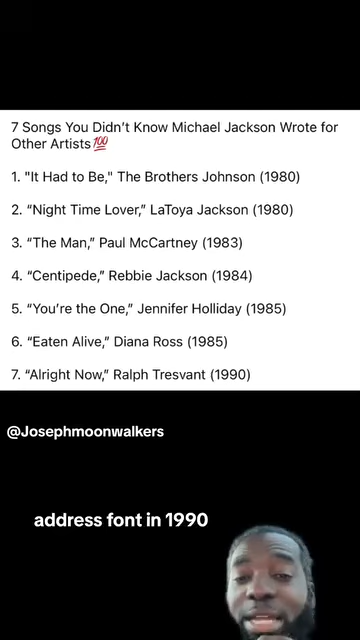 7 Songs You Didn’t Know Michael Jackson Wrote for
Other Artists💯
1. "It Had to Be," The Brothers Johnson (1980)
2. “Night Time Lover,” LaToya Jackson (1980)
3. “The Man,” Paul McCartney (1983)
4. “Centipede,” Rebbie Jackson (1984)
5. “You’re the One,” Jennifer Holliday (1985)
6. “Eaten Alive,” Diana Ross (1985)
7. “Alright Now,” Ralph Tresvant (1990)
@Josephmoonwalkers
address font in 1990